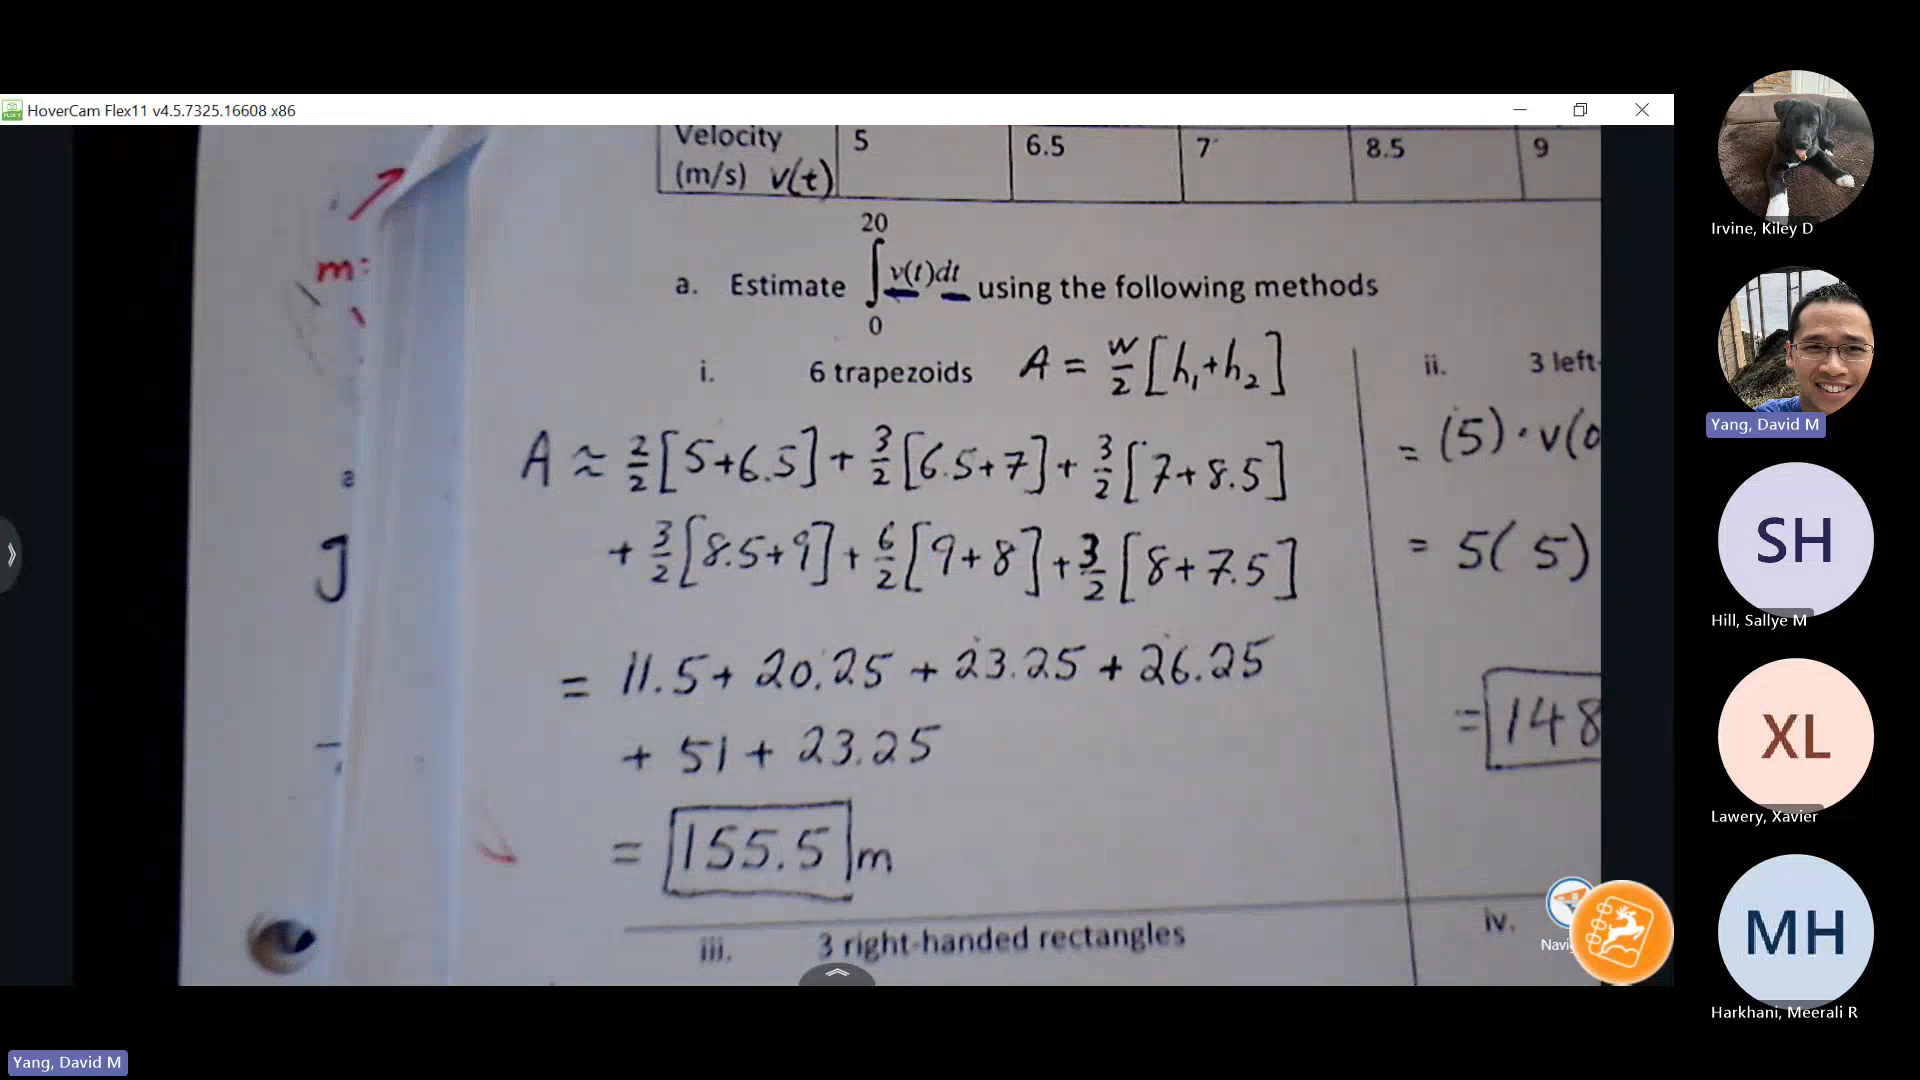 HoverCam Flex11 v4.5.7325.16608 x86
Velocity (m/s) v(t) 5 6.5 7 8.5 9
m:
a. Estimate ∫₀²⁰ v(t)dt using the following methods
i. 6 trapezoids A = w/2 [h₁+h₂]
A ≈ 2/2 [5+6.5] + 3/2 [6.5+7] + 3/2 [7+8.5]
+ 3/2 [8.5+9] + 6/2 [9+8] + 3/2 [8+7.5]
= 11.5 + 20.25 + 23.25 + 26.25
+ 51 + 23.25
= 155.5 m
ii. 3 left-
= (5) · v(0
= 5(5)
= 148
iii. 3 right-handed rectangles
iv.
Navi
Irvine, Kiley D
Yang, David M
SH
Hill, Sallye M
XL
Lawery, Xavier
MH
Harkhani, Meerali R
Yang, David M